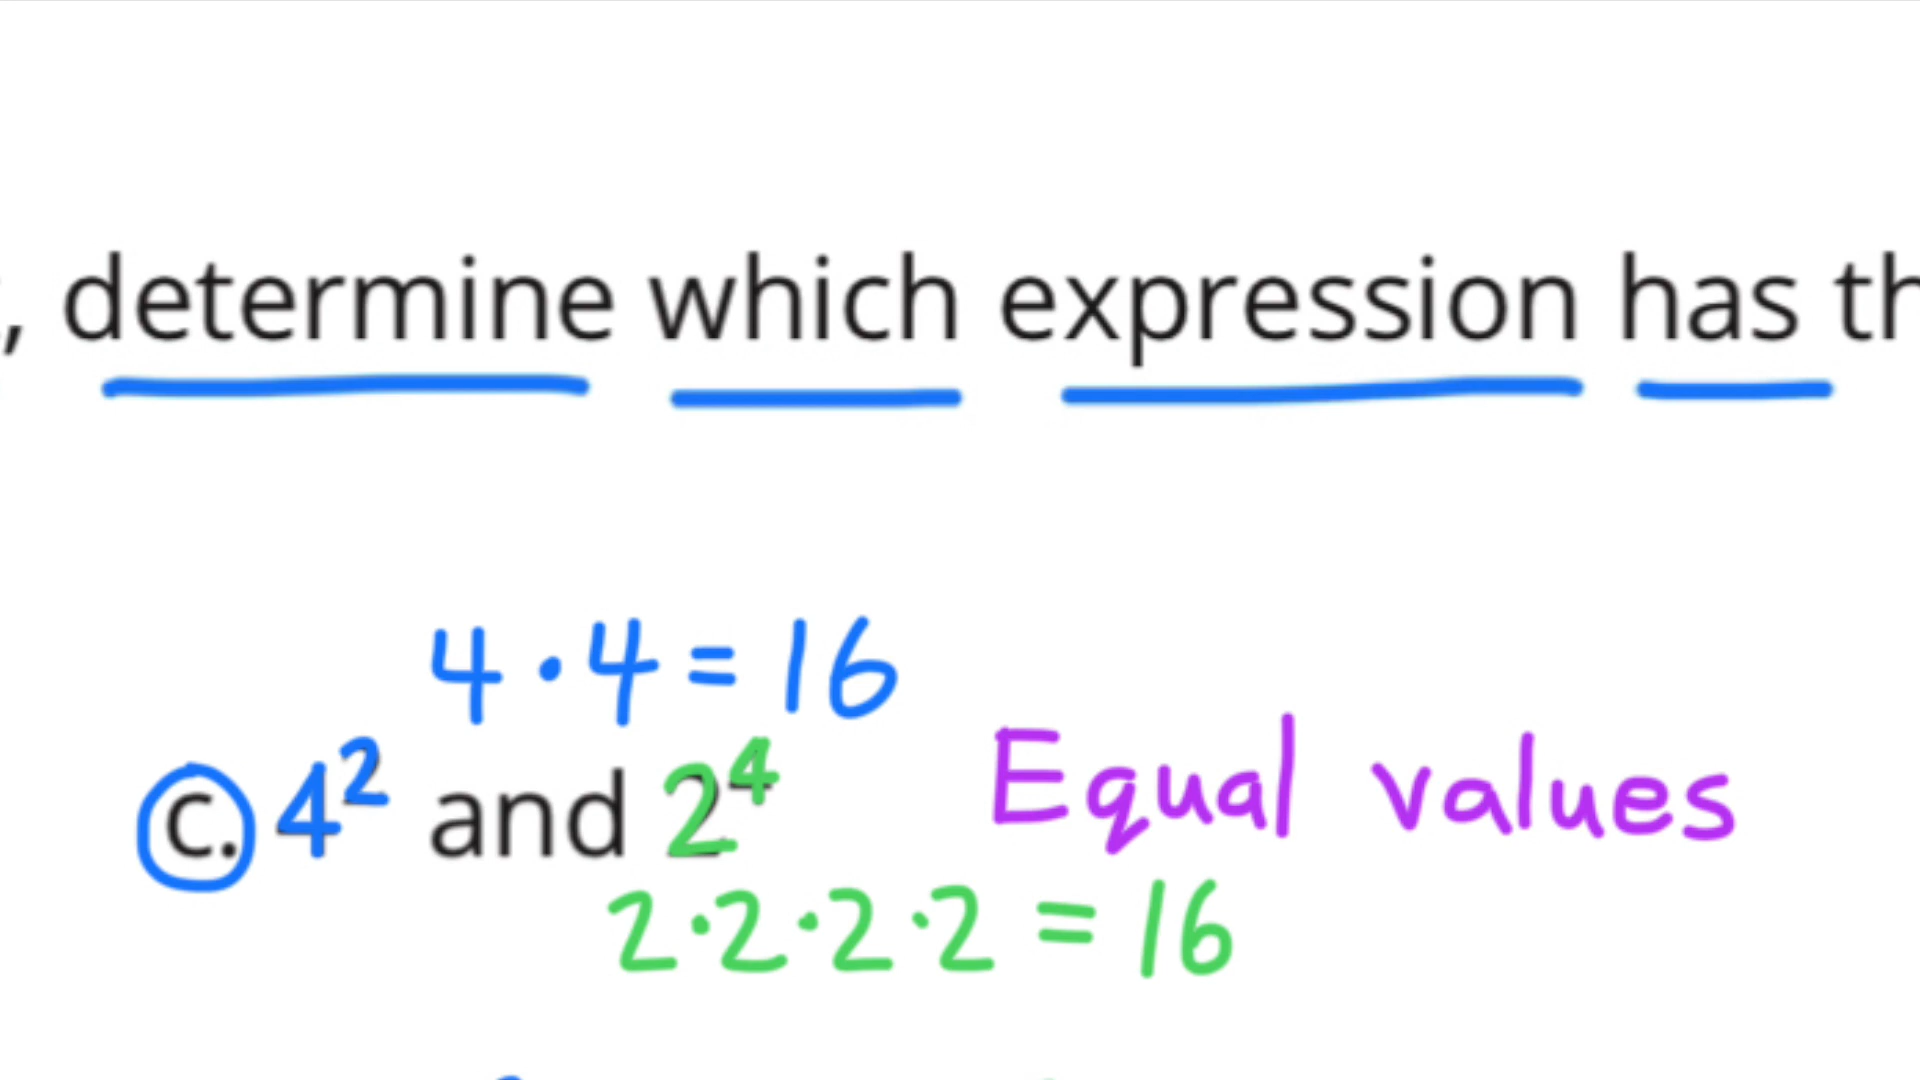 , determine which expression has th
4 · 4 = 16
c. 4² and 2⁴ Equal values
2 · 2 · 2 · 2 = 16